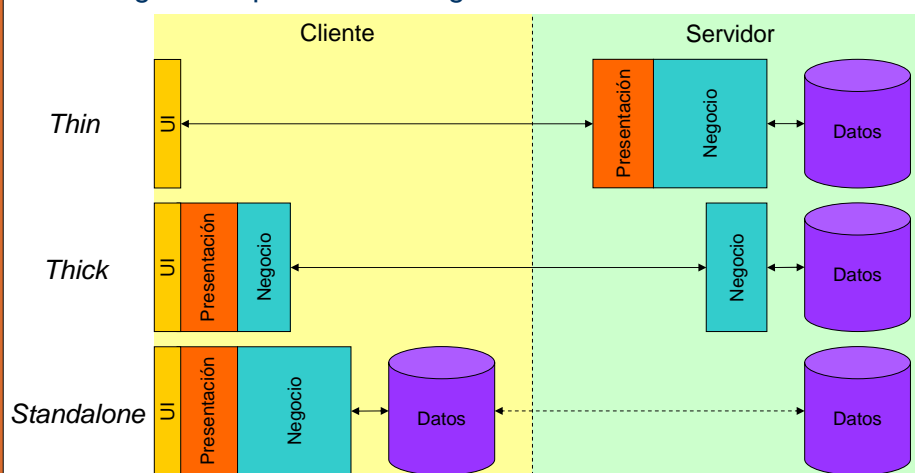 Cliente
Servidor
Thin
UI
Presentación
Negocio
Datos
Thick
UI
Presentación
Negocio
Negocio
Datos
Standalone
UI
Presentación
Negocio
Datos
Datos